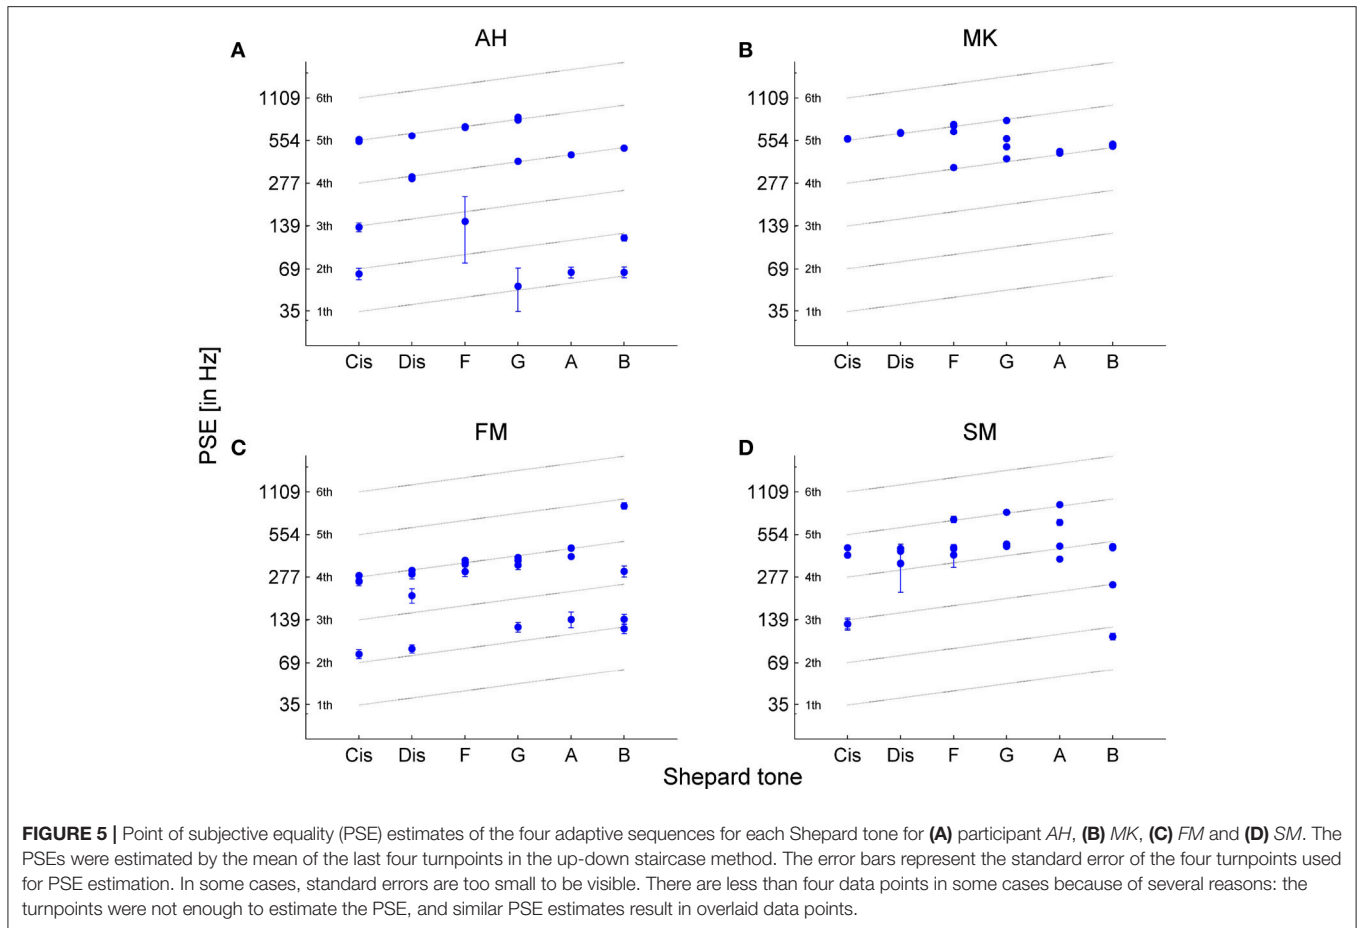 A
AH
1109
554
277
139
69
35
6th
5th
4th
3th
2th
1th
Cis Dis F G A B
B
MK
1109
554
277
139
69
35
6th
5th
4th
3th
2th
1th
Cis Dis F G A B
PSE [in Hz]
C
FM
1109
554
277
139
69
35
6th
5th
4th
3th
2th
1th
Cis Dis F G A B
D
SM
1109
554
277
139
69
35
6th
5th
4th
3th
2th
1th
Cis Dis F G A B
Shepard tone
FIGURE 5 | Point of subjective equality (PSE) estimates of the four adaptive sequences for each Shepard tone for (A) participant AH, (B) MK, (C) FM and (D) SM. The
PSEs were estimated by the mean of the last four turnpoints in the up-down staircase method. The error bars represent the standard error of the four turnpoints used
for PSE estimation. In some cases, standard errors are too small to be visible. There are less than four data points in some cases because of several reasons: the
turnpoints were not enough to estimate the PSE, and similar PSE estimates result in overlaid data points.